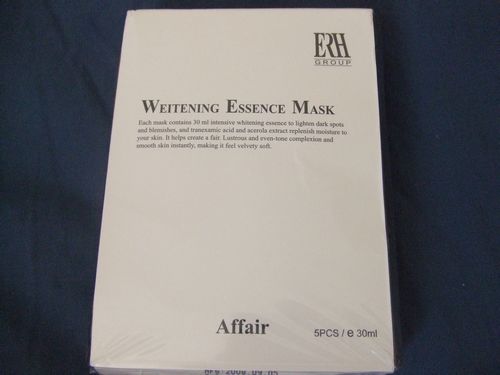 ERH
GROUP
WEITENING ESSENCE MASK
Each mask contains 30 ml intensive whitening essence to lighten dark spots
and blemishes, and tranexamic acid and acerola extract replenish moisture to
your skin. It helps create a fair. Lustrous and even-tone complexion and
smooth skin instantly, making it feel velvety soft.
Affair
5PCS / e 30ml